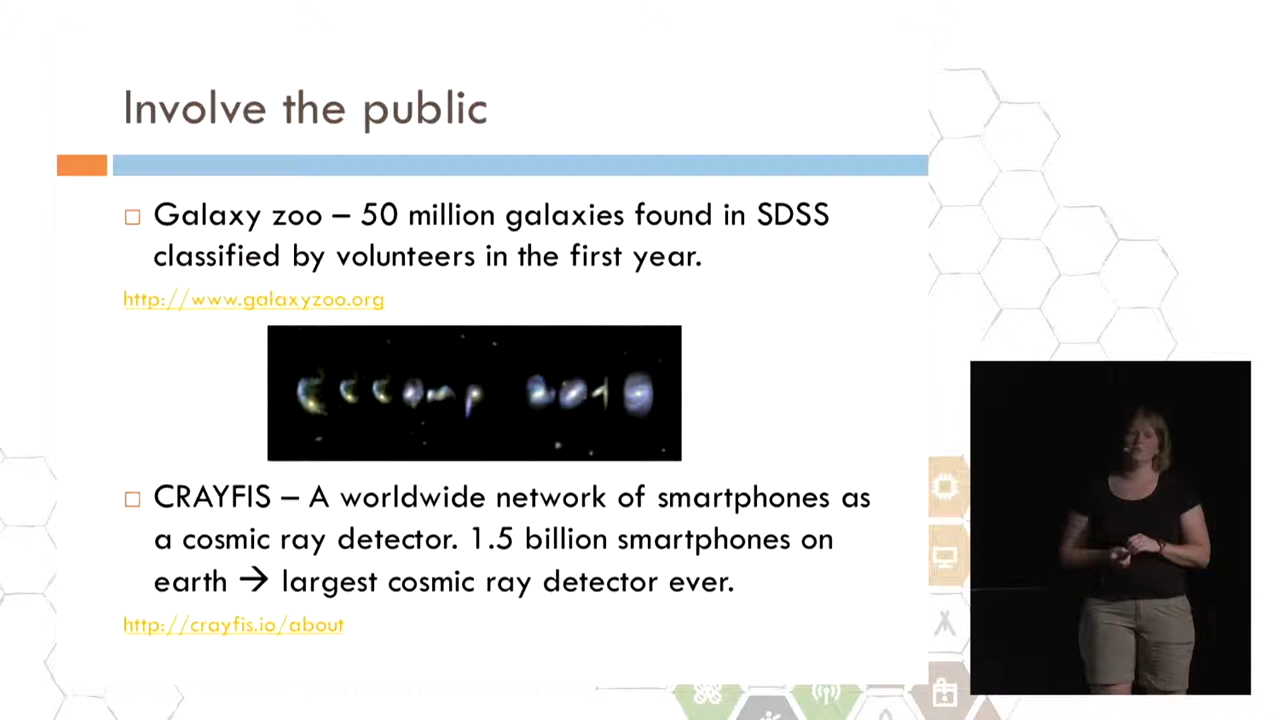 Involve the public
Galaxy zoo – 50 million galaxies found in SDSS
classified by volunteers in the first year.
http://www.galaxyzoo.org
cccamp 2019
CRAYFIS – A worldwide network of smartphones as
a cosmic ray detector. 1.5 billion smartphones on
earth → largest cosmic ray detector ever.
http://crayfis.io/about